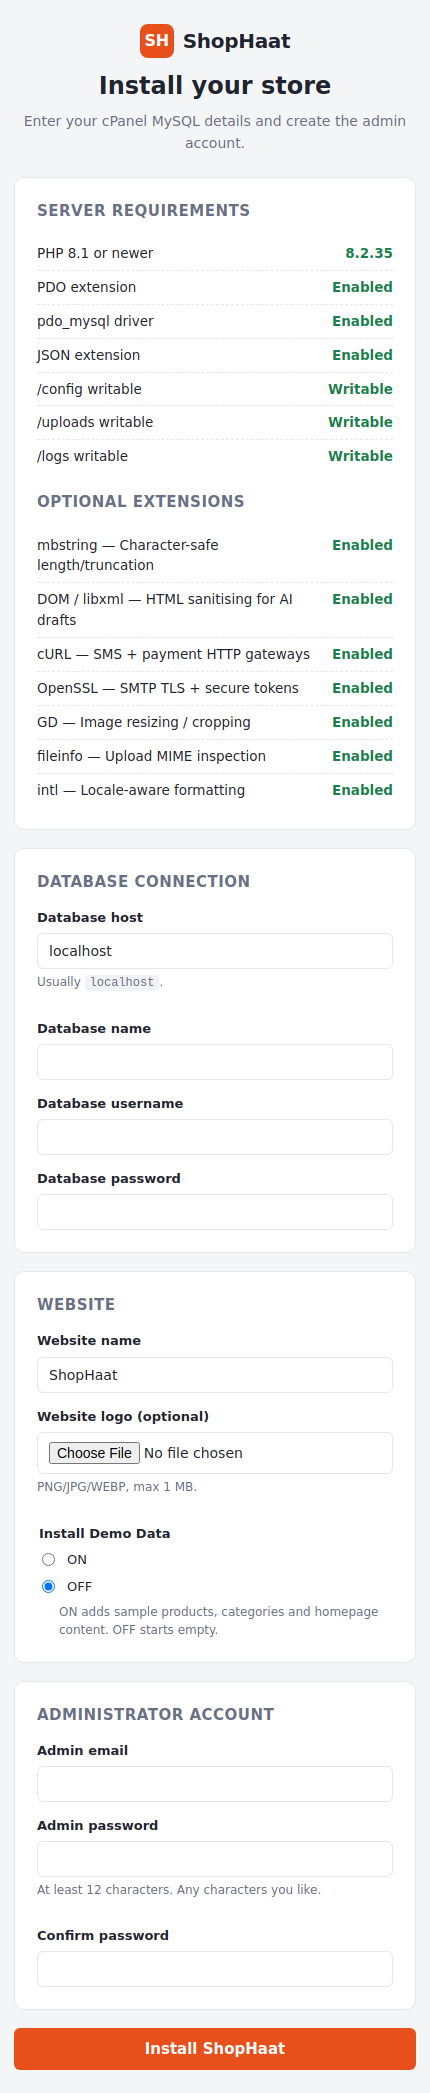 SH ShopHaat
Install your store
Enter your cPanel MySQL details and create the admin
account.
SERVER REQUIREMENTS
PHP 8.1 or newer 8.2.35
PDO extension Enabled
pdo_mysql driver Enabled
JSON extension Enabled
/config writable Writable
/uploads writable Writable
/logs writable Writable
OPTIONAL EXTENSIONS
mbstring — Character-safe Enabled
length/truncation
DOM / libxml — HTML sanitising for AI Enabled
drafts
cURL — SMS + payment HTTP gateways Enabled
OpenSSL — SMTP TLS + secure tokens Enabled
GD — Image resizing / cropping Enabled
fileinfo — Upload MIME inspection Enabled
intl — Locale-aware formatting Enabled
DATABASE CONNECTION
Database host
localhost
Usually localhost.
Database name
Database username
Database password
WEBSITE
Website name
ShopHaat
Website logo (optional)
Choose File No file chosen
PNG/JPG/WEBP, max 1 MB.
Install Demo Data
ON
OFF
ON adds sample products, categories and homepage
content. OFF starts empty.
ADMINISTRATOR ACCOUNT
Admin email
Admin password
At least 12 characters. Any characters you like.
Confirm password
Install ShopHaat